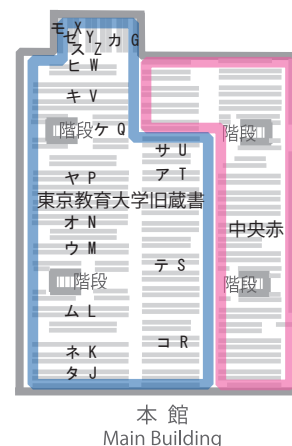 モ X
セ Y
ス Z
カ G
ヒ W
キ V
階段
ケ Q
階段
サ U
ア T
ヤ P
東京教育大学旧蔵書
オ N
中央赤
ウ M
テ S
階段
階段
ム L
コ R
ネ K
タ J
本 館
Main Building